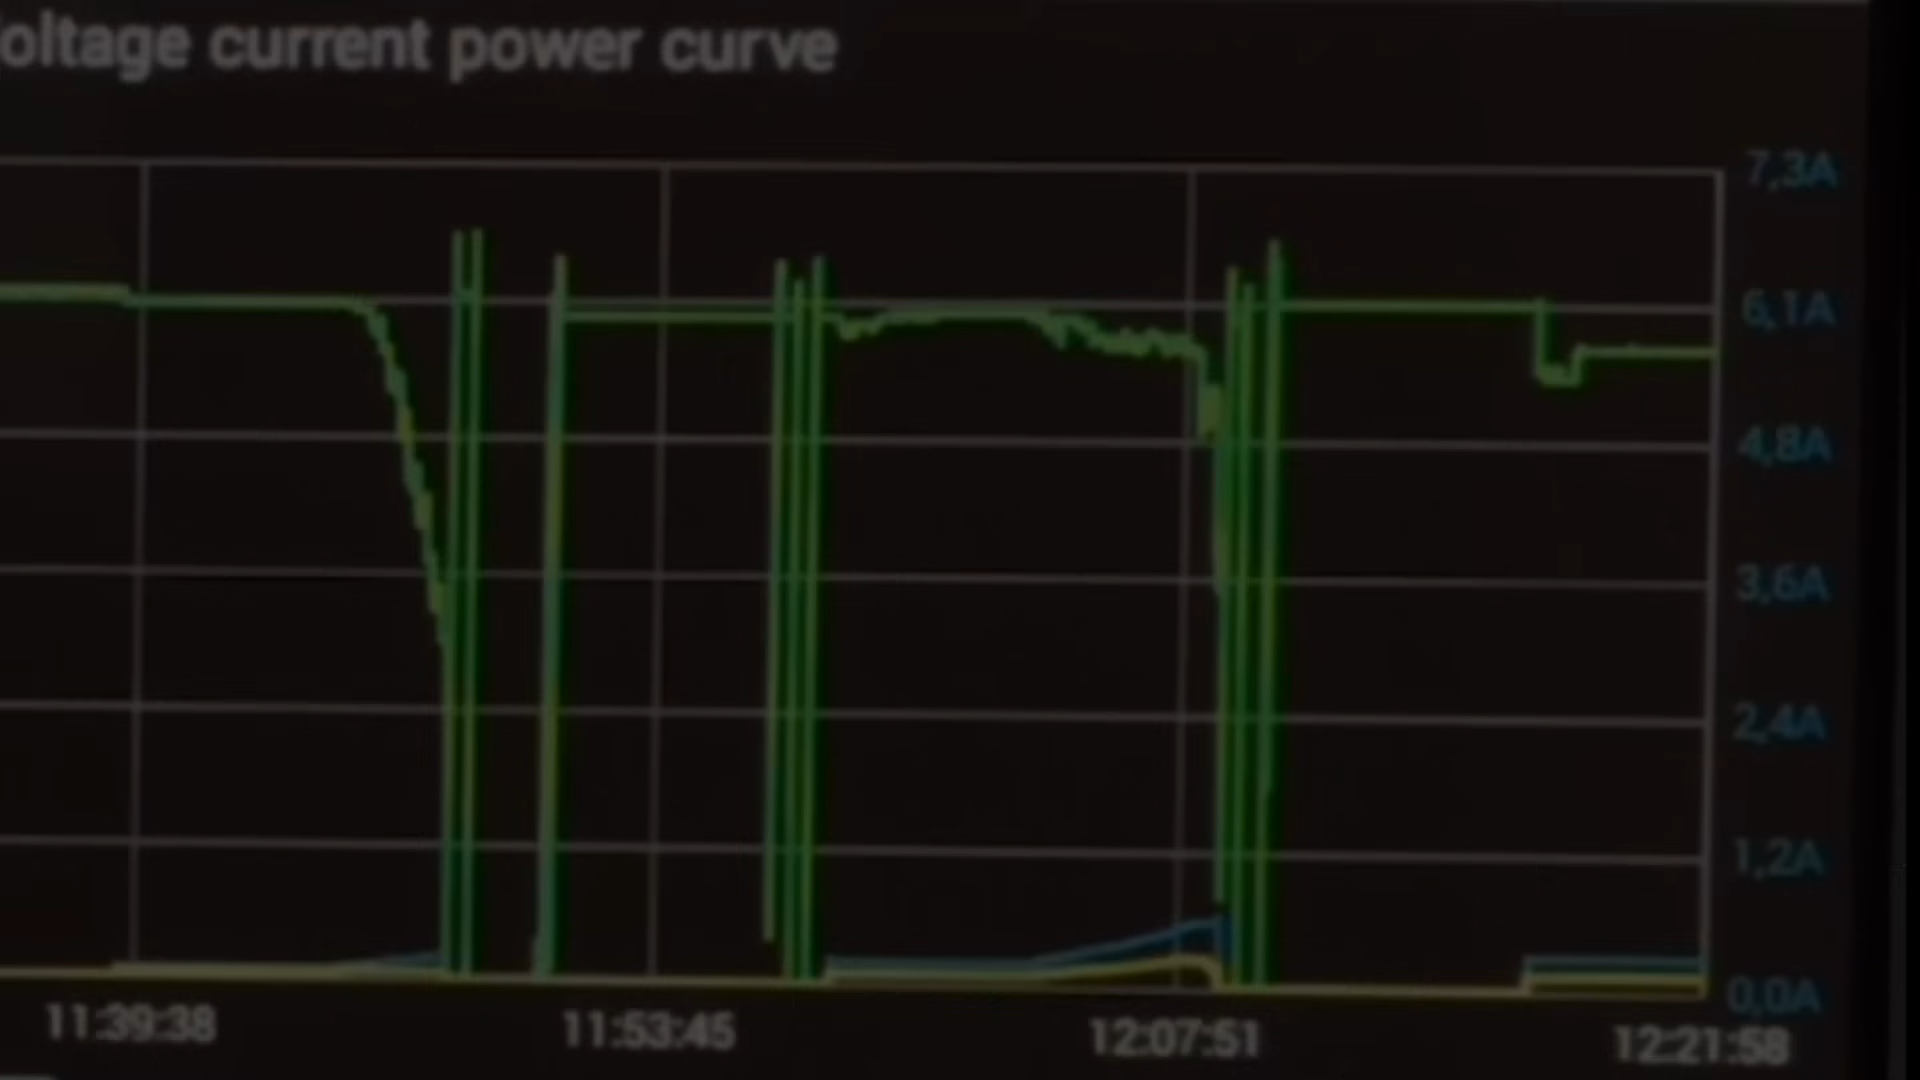 oltage current power curve
7,3A
6,1A
4,8A
3,6A
2,4A
1,2A
0,0A
11:39:38 11:53:45 12:07:51 12:21:58